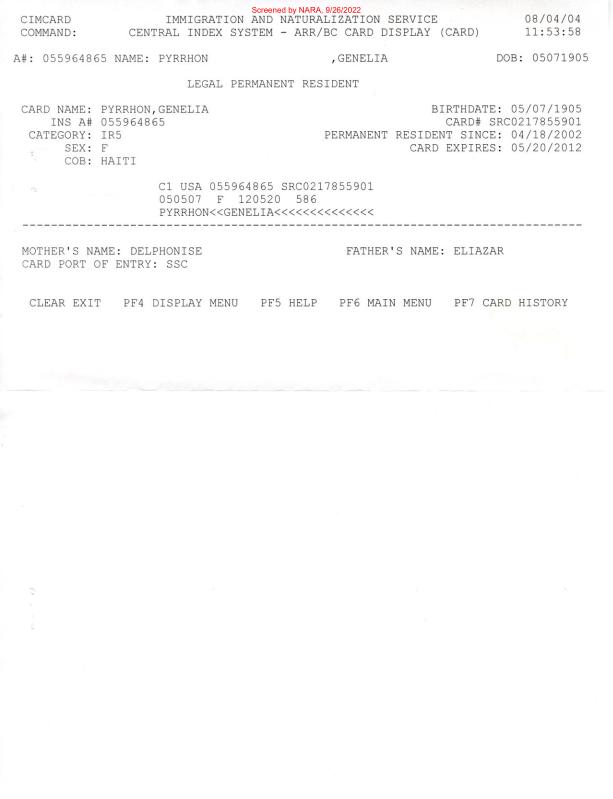 Screened by NARA, 9/26/2022
CIMCARD IMMIGRATION AND NATURALIZATION SERVICE 08/04/04
COMMAND: CENTRAL INDEX SYSTEM - ARR/BC CARD DISPLAY (CARD) 11:53:58
A#: 055964865 NAME: PYRRHON ,GENELIA DOB: 05071905
LEGAL PERMANENT RESIDENT
CARD NAME: PYRRHON,GENELIA BIRTHDATE: 05/07/1905
INS A# 055964865 CARD# SRC0217855901
CATEGORY: IR5 PERMANENT RESIDENT SINCE: 04/18/2002
SEX: F CARD EXPIRES: 05/20/2012
COB: HAITI
C1 USA 055964865 SRC0217855901
050507 F 120520 586
PYRRHON<<GENELIA<<<<<<<<<<<<<<
MOTHER'S NAME: DELPHONISE FATHER'S NAME: ELIAZAR
CARD PORT OF ENTRY: SSC
CLEAR EXIT PF4 DISPLAY MENU PF5 HELP PF6 MAIN MENU PF7 CARD HISTORY